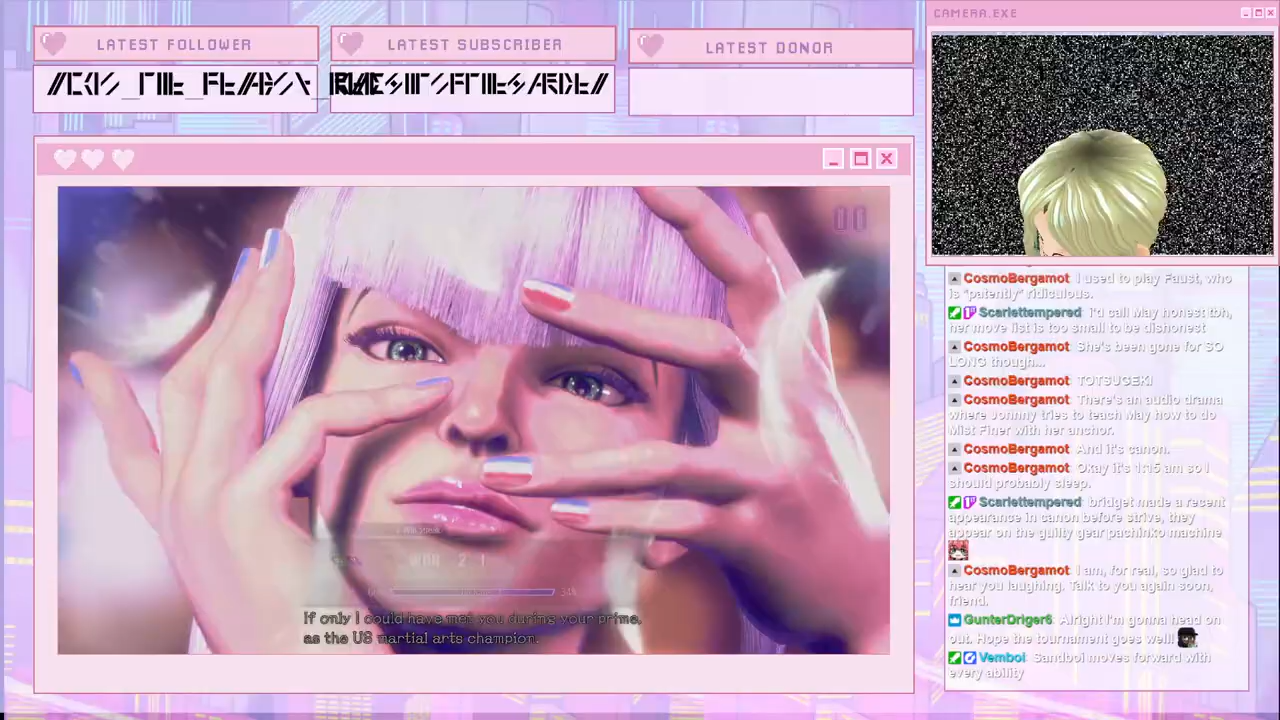 LATEST FOLLOWER
LATEST SUBSCRIBER
LATEST DONOR
CAMERA.EXE
CosmoBergamot I used to play Faust, who
is "patently" ridiculous.
Scarlettempered I'd call May honest tbh,
her move list is too small to be dishonest
CosmoBergamot She's been gone for SO
LONG though...
CosmoBergamot TOTSUGEKI
CosmoBergamot There's an audio drama
where Johnny tries to teach May how to do
Mist Finer with her anchor.
CosmoBergamot And it's canon.
CosmoBergamot Okay it's 1:15 am so I
should probably sleep.
Scarlettempered bridget made a recent
appearance in canon before strive, they
appear on the guilty gear pachinko machine
CosmoBergamot I am, for real, so glad to
hear you laughing. Talk to you again soon,
friend.
GunterDriger6 Alright I'm gonna head on
out. Hope the tournament goes well!
Vemboi Sandboi moves forward with
every ability
If only I could have met you during your prime,
as the US martial arts champion.